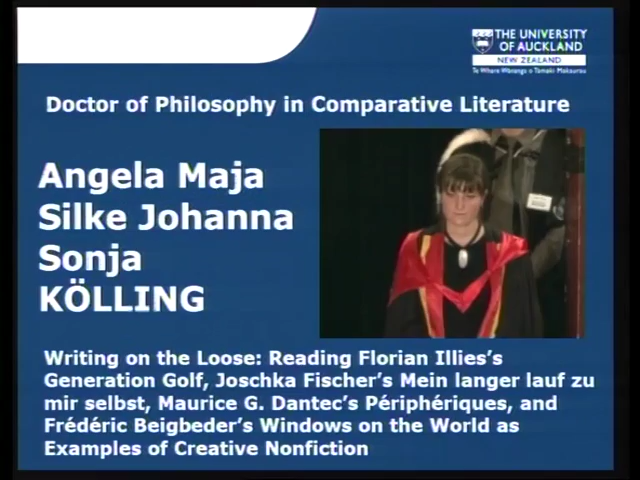 THE UNIVERSITY
OF AUCKLAND
NEW ZEALAND
Te Whare Wānanga o Tāmaki Makaurau
Doctor of Philosophy in Comparative Literature
Angela Maja
Silke Johanna
Sonja
KÖLLING
Writing on the Loose: Reading Florian Illies's
Generation Golf, Joschka Fischer's Mein langer lauf zu
mir selbst, Maurice G. Dantec's Périphériques, and
Frédéric Beigbeder's Windows on the World as
Examples of Creative Nonfiction